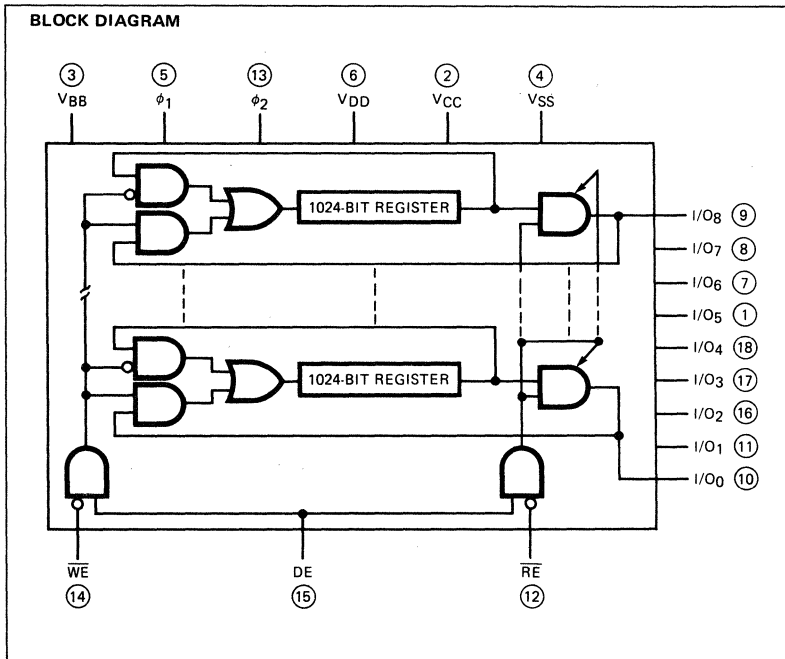 BLOCK DIAGRAM
3 5 13 6 2 4
VBB ϕ1 ϕ2 VDD VCC VSS
1024-BIT REGISTER
I/O8 9
I/O7 8
I/O6 7
I/O5 1
I/O4 18
1024-BIT REGISTER
I/O3 17
I/O2 16
I/O1 11
I/O0 10
WE DE RE
14 15 12